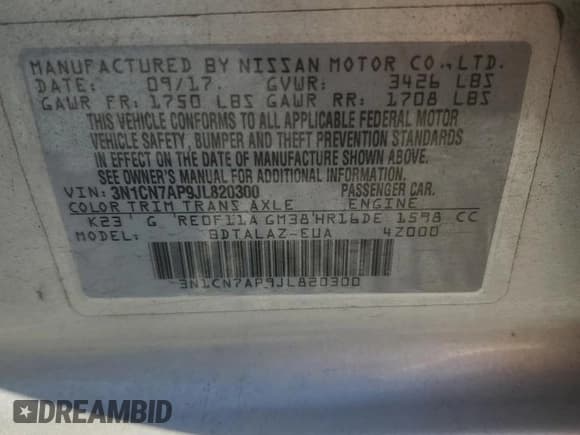 MANUFACTURED BY NISSAN MOTOR CO.,LTD.
DATE: 09/17 GVWR: 3426 LBS
GAWR FR: 1750 LBS GAWR RR: 1708 LBS
THIS VEHICLE CONFORMS TO ALL APPLICABLE FEDERAL MOTOR
VEHICLE SAFETY, BUMPER AND THEFT PREVENTION STANDARDS
IN EFFECT ON THE DATE OF MANUFACTURE SHOWN ABOVE.
SEE OWNER'S MANUAL FOR ADDITIONAL INFORMATION.
VIN: 3N1CN7AP9JL820300 PASSENGER CAR.
COLOR TRIM TRANS AXLE ENGINE
K23 G RE0F11A GM38 HR16DE 1598 CC
MODEL: BDTALAZ-EUA 4Z000
3N1CN7AP9JL820300
DREAMBID